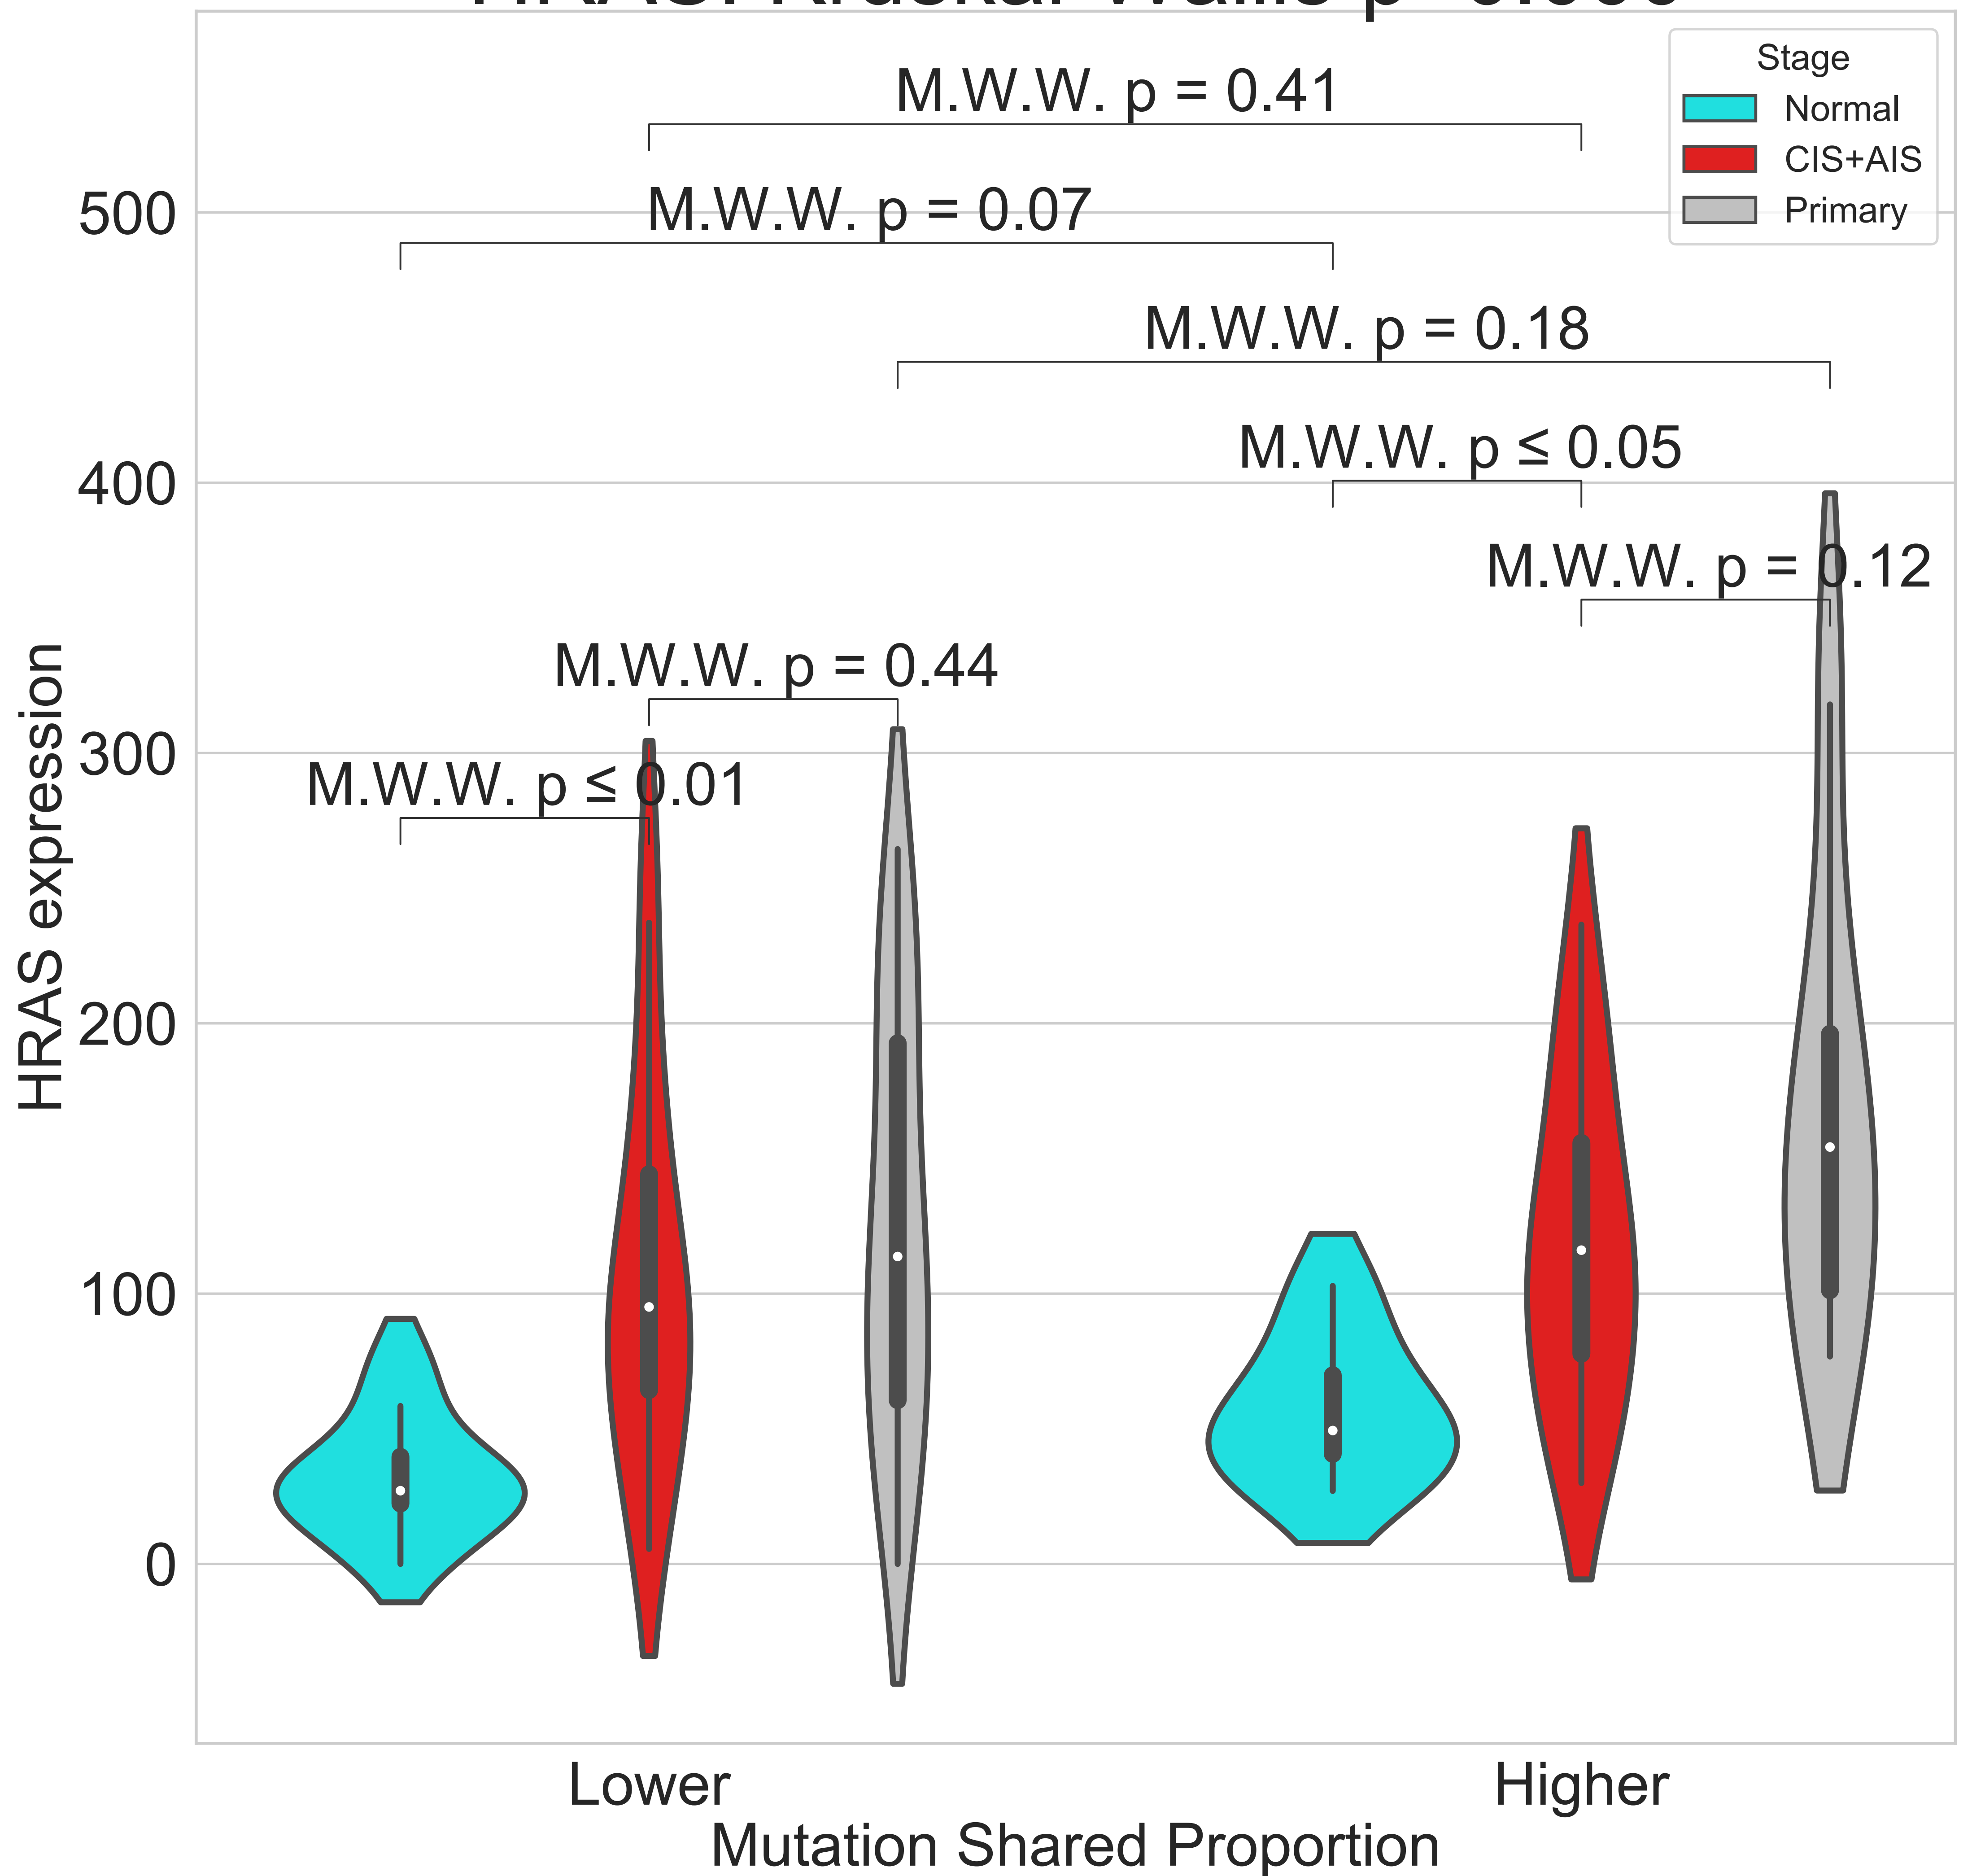 Stage
Normal
CIS+AIS
Primary
M.W.W. p = 0.41
M.W.W. p = 0.07
M.W.W. p = 0.18
M.W.W. p ≤ 0.05
M.W.W. p = 0.12
M.W.W. p = 0.44
M.W.W. p ≤ 0.01
HRAS expression
500
400
300
200
100
0
Lower
Higher
Mutation Shared Proportion